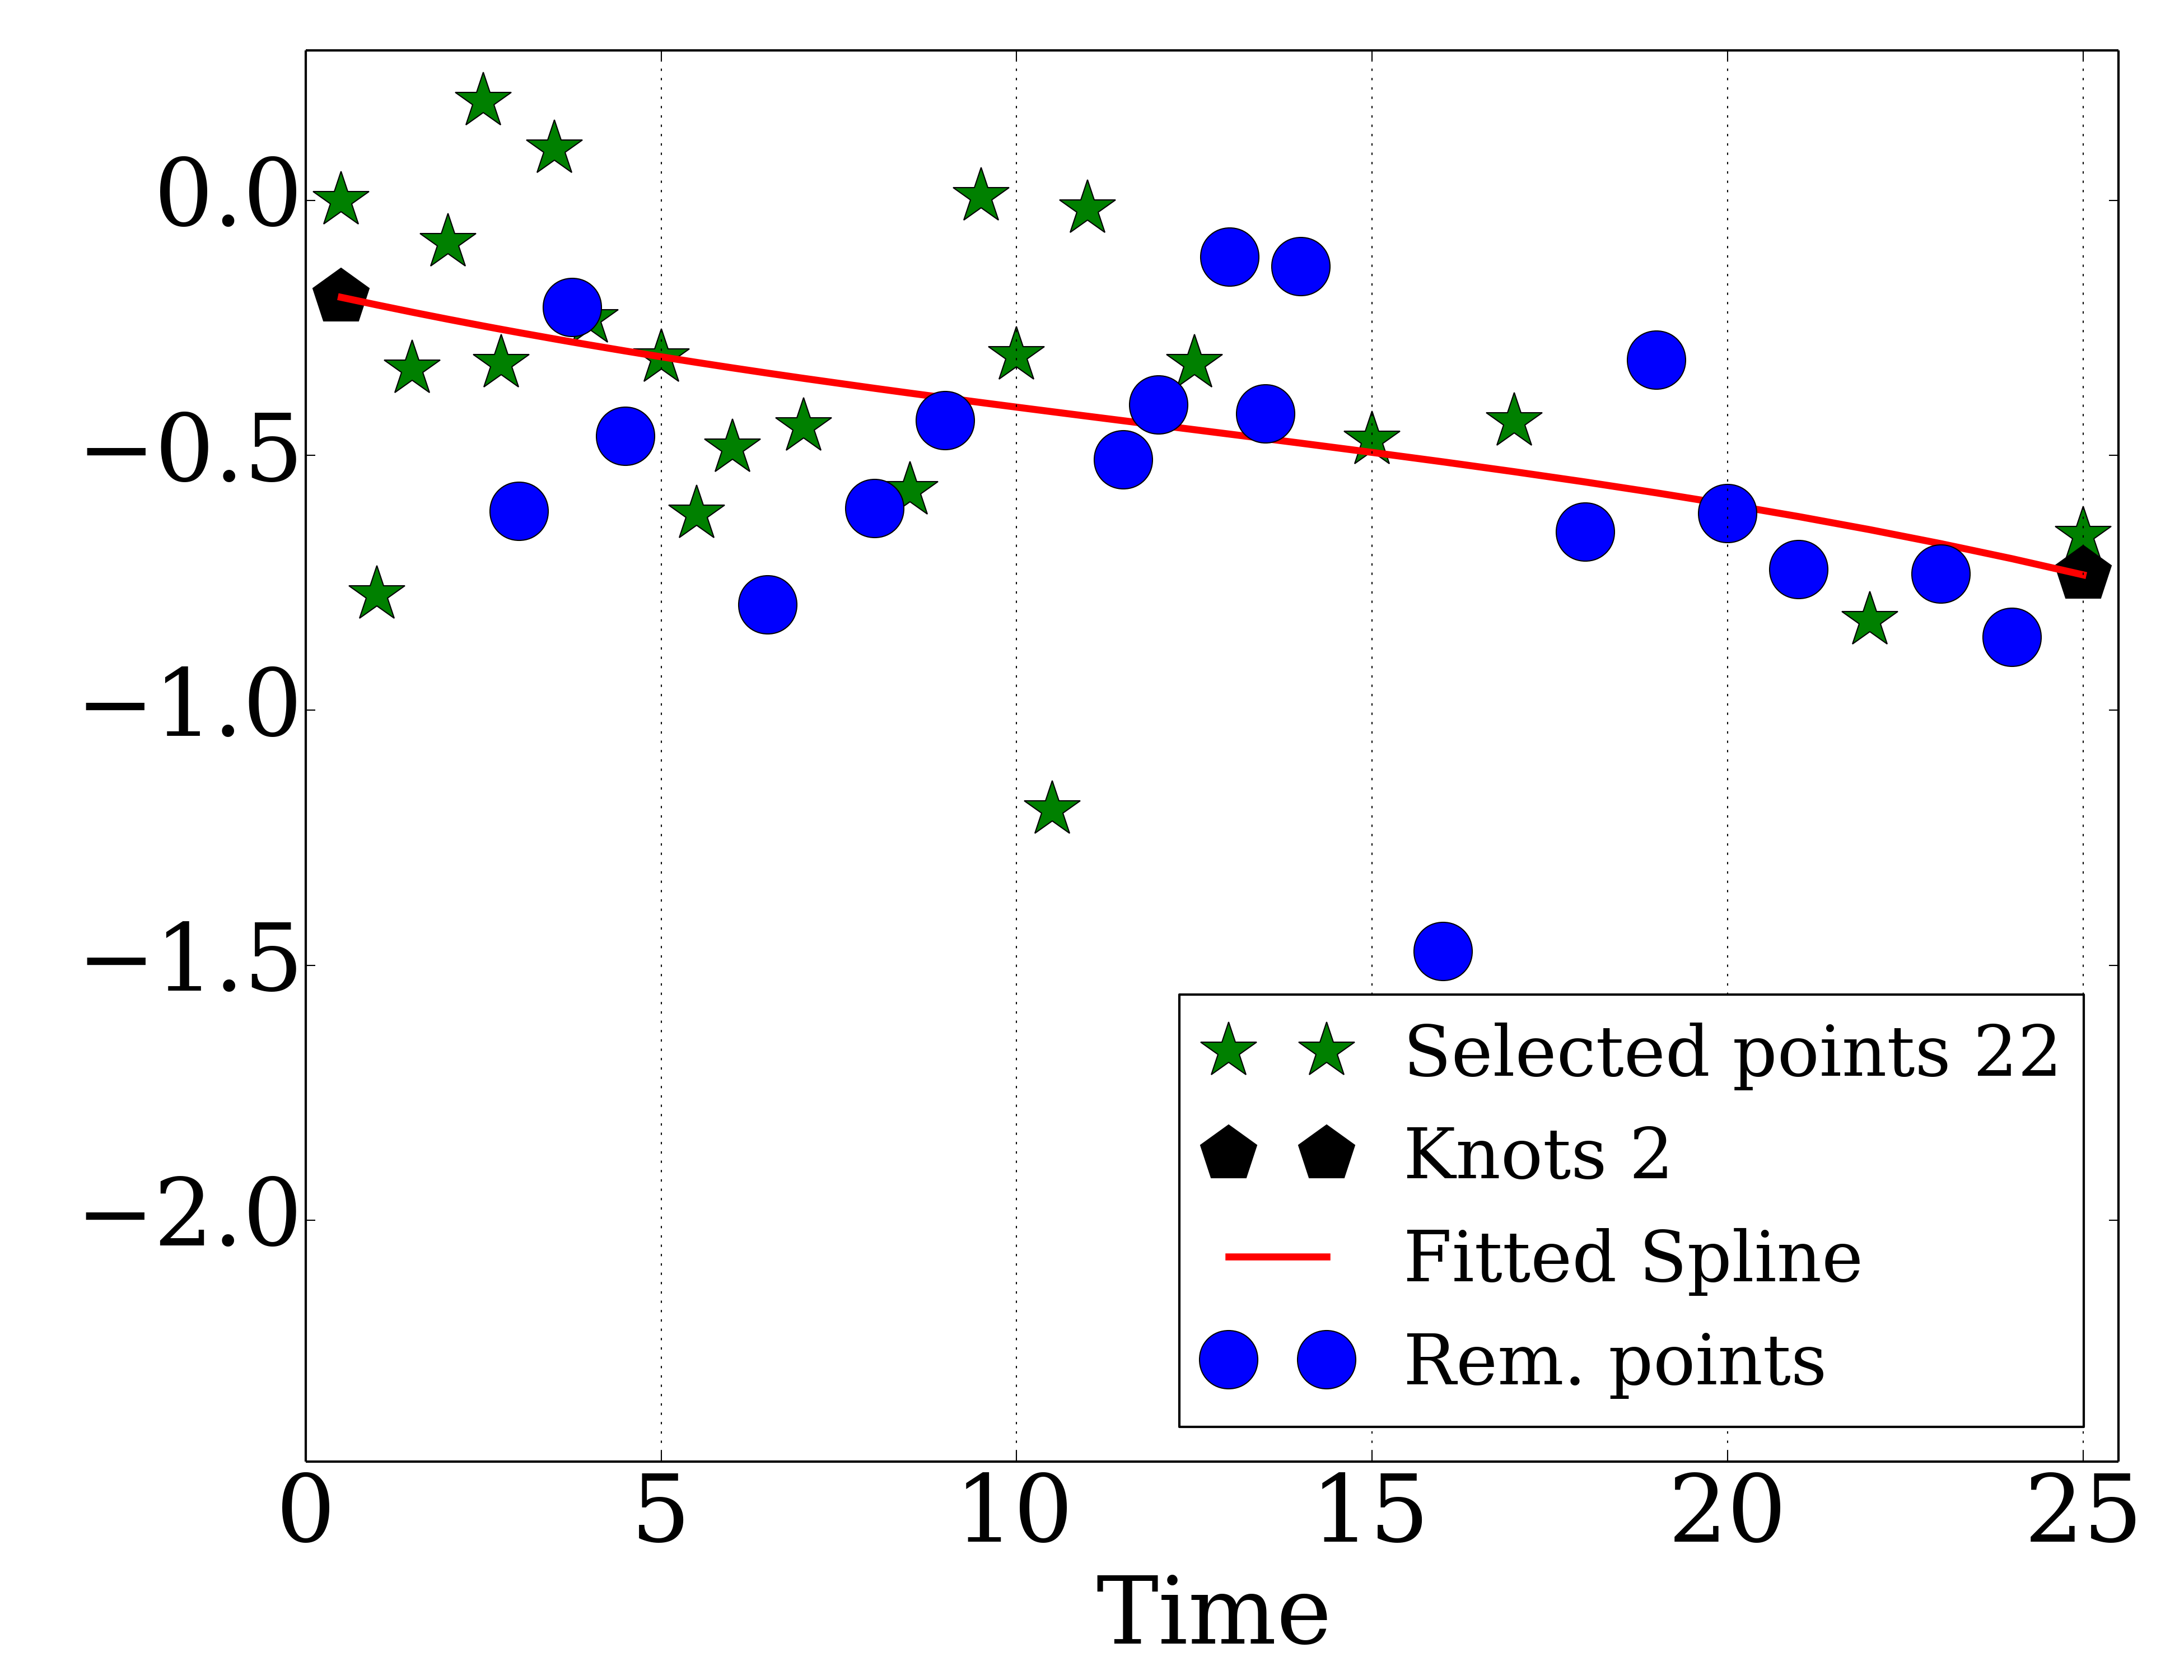 0.0
−0.5
−1.0
−1.5
−2.0
Selected points 22
Knots 2
Fitted Spline
Rem. points
0 5 10 15 20 25
Time